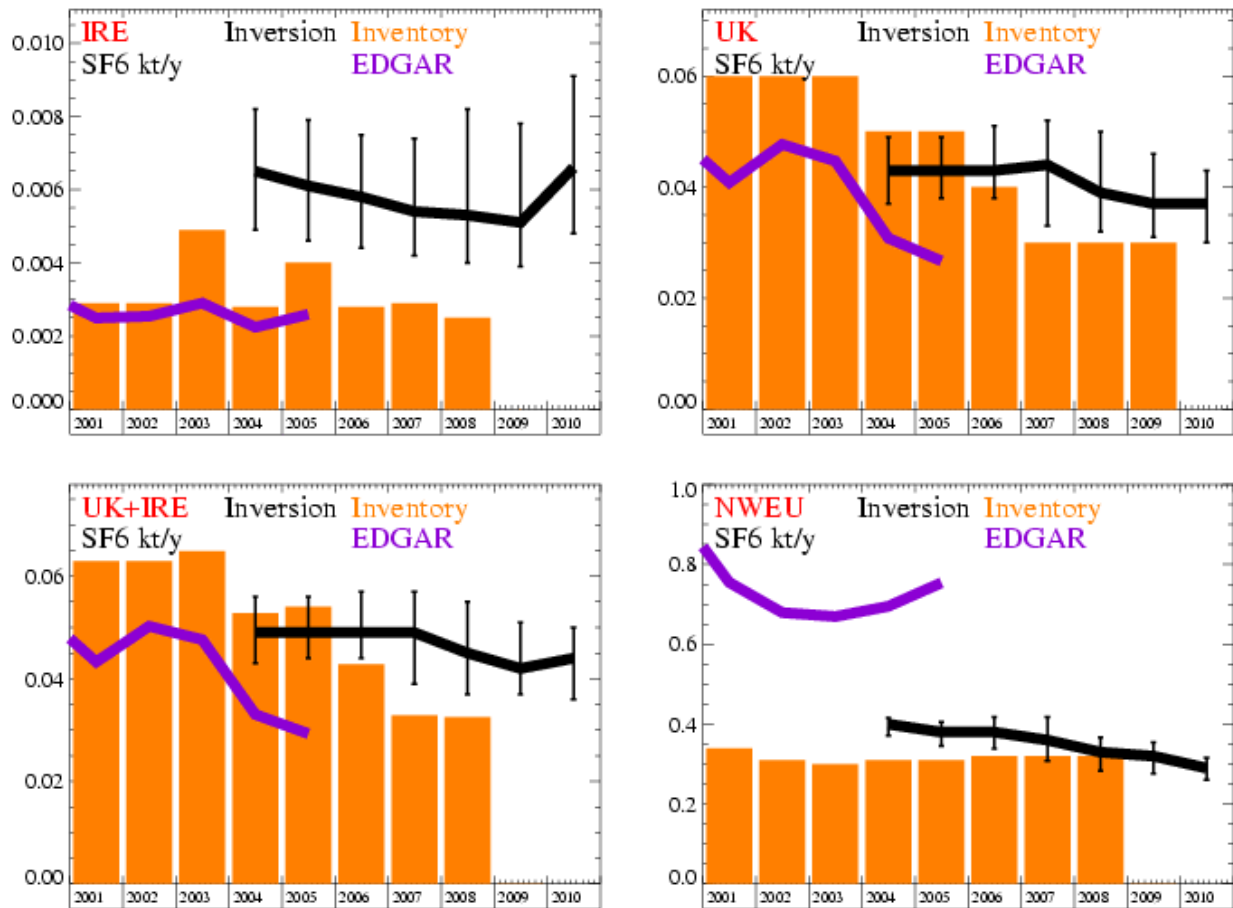 IRE Inversion Inventory
SF6 kt/y EDGAR
0.010
0.008
0.006
0.004
0.002
0.000
2001 2002 2003 2004 2005 2006 2007 2008 2009 2010
UK Inversion Inventory
SF6 kt/y EDGAR
0.06
0.04
0.02
0.00
2001 2002 2003 2004 2005 2006 2007 2008 2009 2010
UK+IRE Inversion Inventory
SF6 kt/y EDGAR
0.06
0.04
0.02
0.00
2001 2002 2003 2004 2005 2006 2007 2008 2009 2010
1.0
NWEU Inversion Inventory
SF6 kt/y EDGAR
0.8
0.6
0.4
0.2
0.0
2001 2002 2003 2004 2005 2006 2007 2008 2009 2010